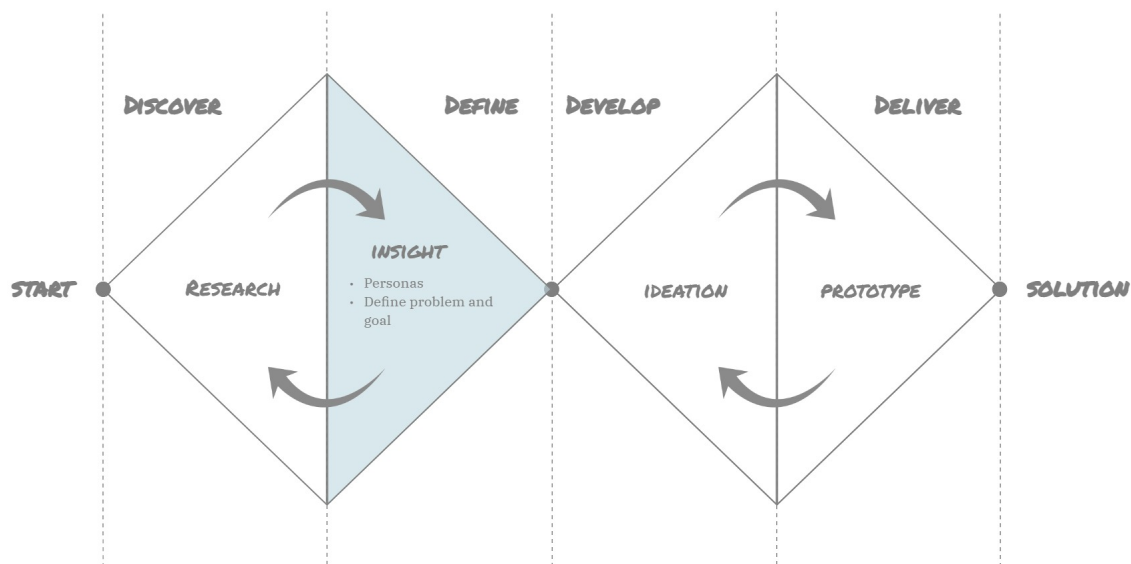 DISCOVER
DEFINE
DEVELOP
DELIVER
START
RESEARCH
INSIGHT
• Personas
• Define problem and
goal
IDEATION
PROTOTYPE
SOLUTION